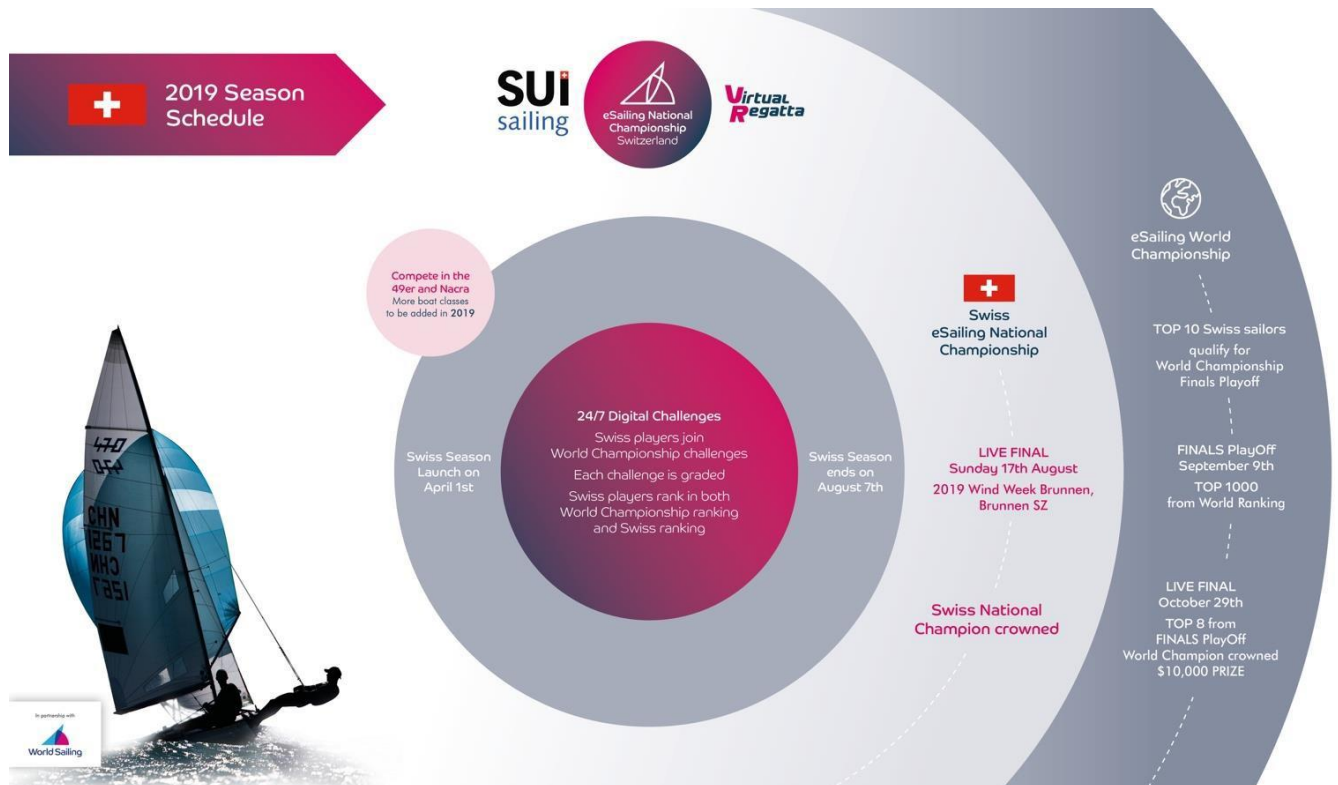 2019 Season
Schedule
SUi
sailing
eSailing National
Championship
Switzerland
Virtual
Regatta
Compete in the
49er and Nacra
More boat classes
to be added in 2019
24/7 Digital Challenges
Swiss players join
World Championship challenges
Each challenge is graded
Swiss players rank in both
World Championship ranking
and Swiss ranking
Swiss Season
Launch on
April 1st
Swiss Season
ends on
August 7th
Swiss
eSailing National
Championship
LIVE FINAL
Sunday 17th August
2019 Wind Week Brunnen,
Brunnen SZ
Swiss National
Champion crowned
eSailing World
Championship
TOP 10 Swiss sailors
qualify for
World Championship
Finals Playoff
FINALS PlayOff
September 9th
TOP 1000
from World Ranking
LIVE FINAL
October 29th
TOP 8 from
FINALS PlayOff
World Champion crowned
$10,000 PRIZE
470
CHN
1267
In partnership with
World Sailing